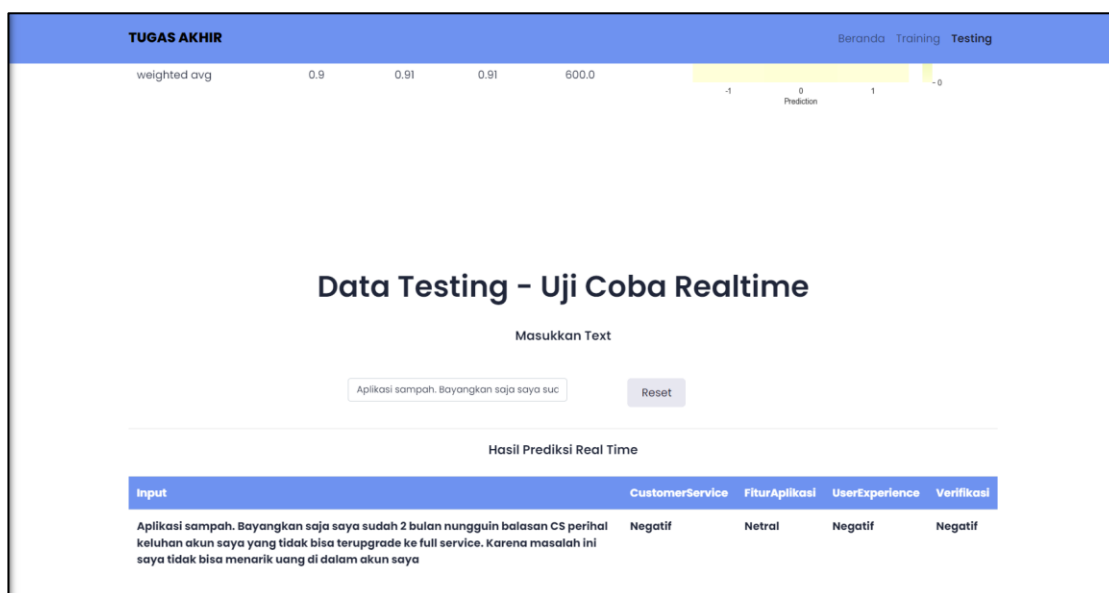 TUGAS AKHIR
Beranda Training Testing
weighted avg 0.9 0.91 0.91 600.0
0
-1 0 1
Prediction
Data Testing - Uji Coba Realtime
Masukkan Text
Aplikasi sampah. Bayangkan saja saya suc
Reset
Hasil Prediksi Real Time
Input CustomerService FiturAplikasi UserExperience Verifikasi
Aplikasi sampah. Bayangkan saja saya sudah 2 bulan nungguin balasan CS perihal Negatif Netral Negatif Negatif
keluhan akun saya yang tidak bisa terupgrade ke full service. Karena masalah ini
saya tidak bisa menarik uang di dalam akun saya